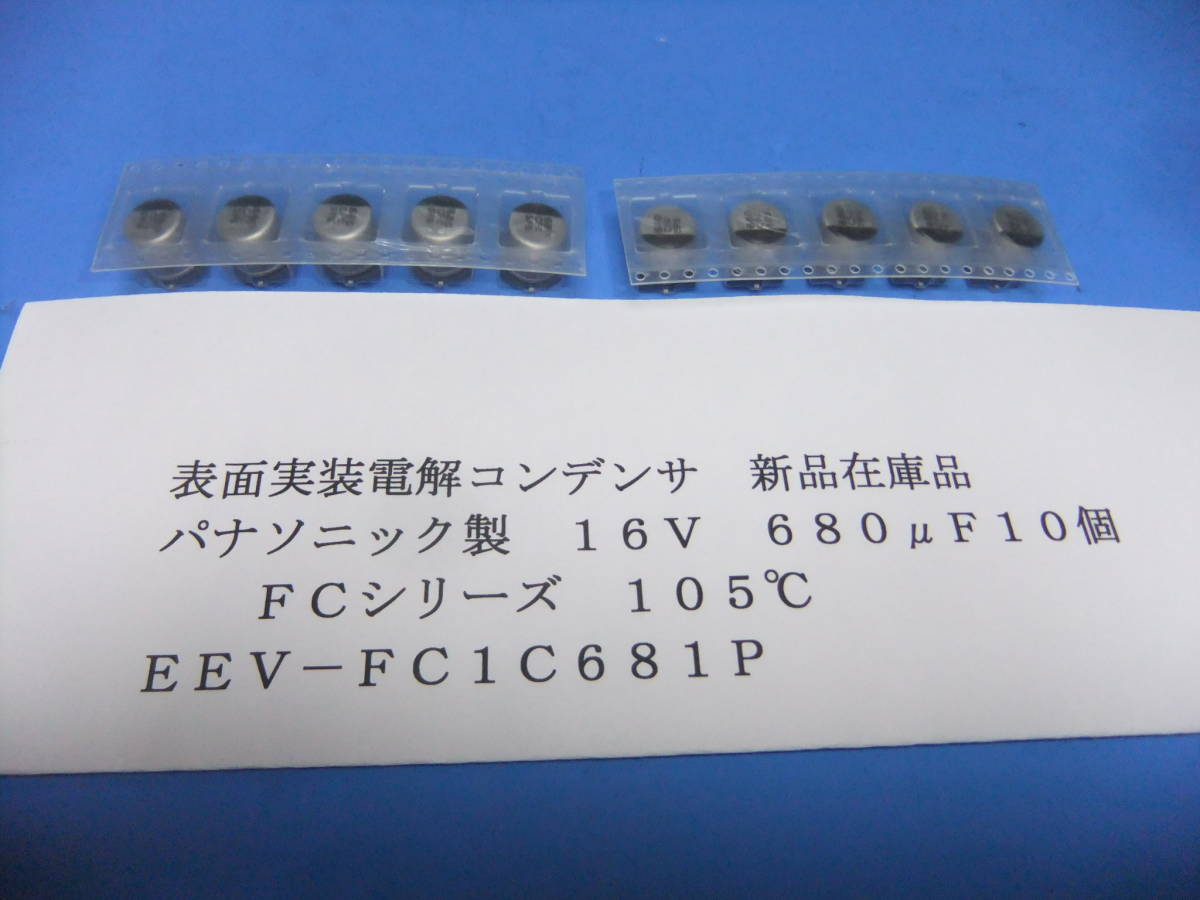 表面実装電解コンデンサ　新品在庫品
パナソニック製　１６Ｖ　６８０μＦ１０個
ＦＣシリーズ　１０５℃
ＥＥＶ－ＦＣ１Ｃ６８１Ｐ